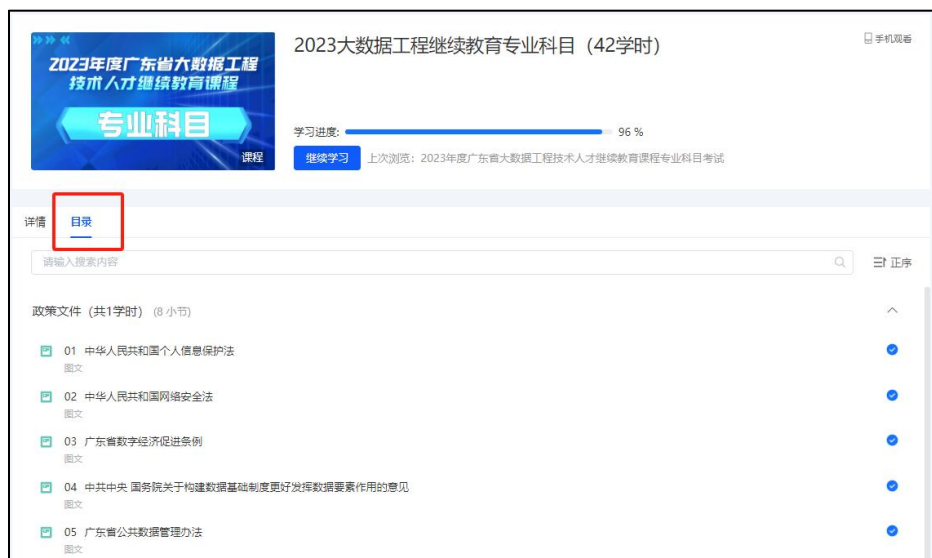 2023年度广东省大数据工程
技术人才继续教育课程
专业科目
课程
2023大数据工程继续教育专业科目（42学时）
手机观看
学习进度:
96 %
继续学习
上次浏览：2023年度广东省大数据工程技术人才继续教育课程专业科目考试
详情
目录
请输入搜索内容
正序
政策文件（共1学时）
(8 小节)
01 中华人民共和国个人信息保护法
图文
02 中华人民共和国网络安全法
图文
03 广东省数字经济促进条例
图文
04 中共中央 国务院关于构建数据基础制度更好发挥数据要素作用的意见
图文
05 广东省公共数据管理办法
图文